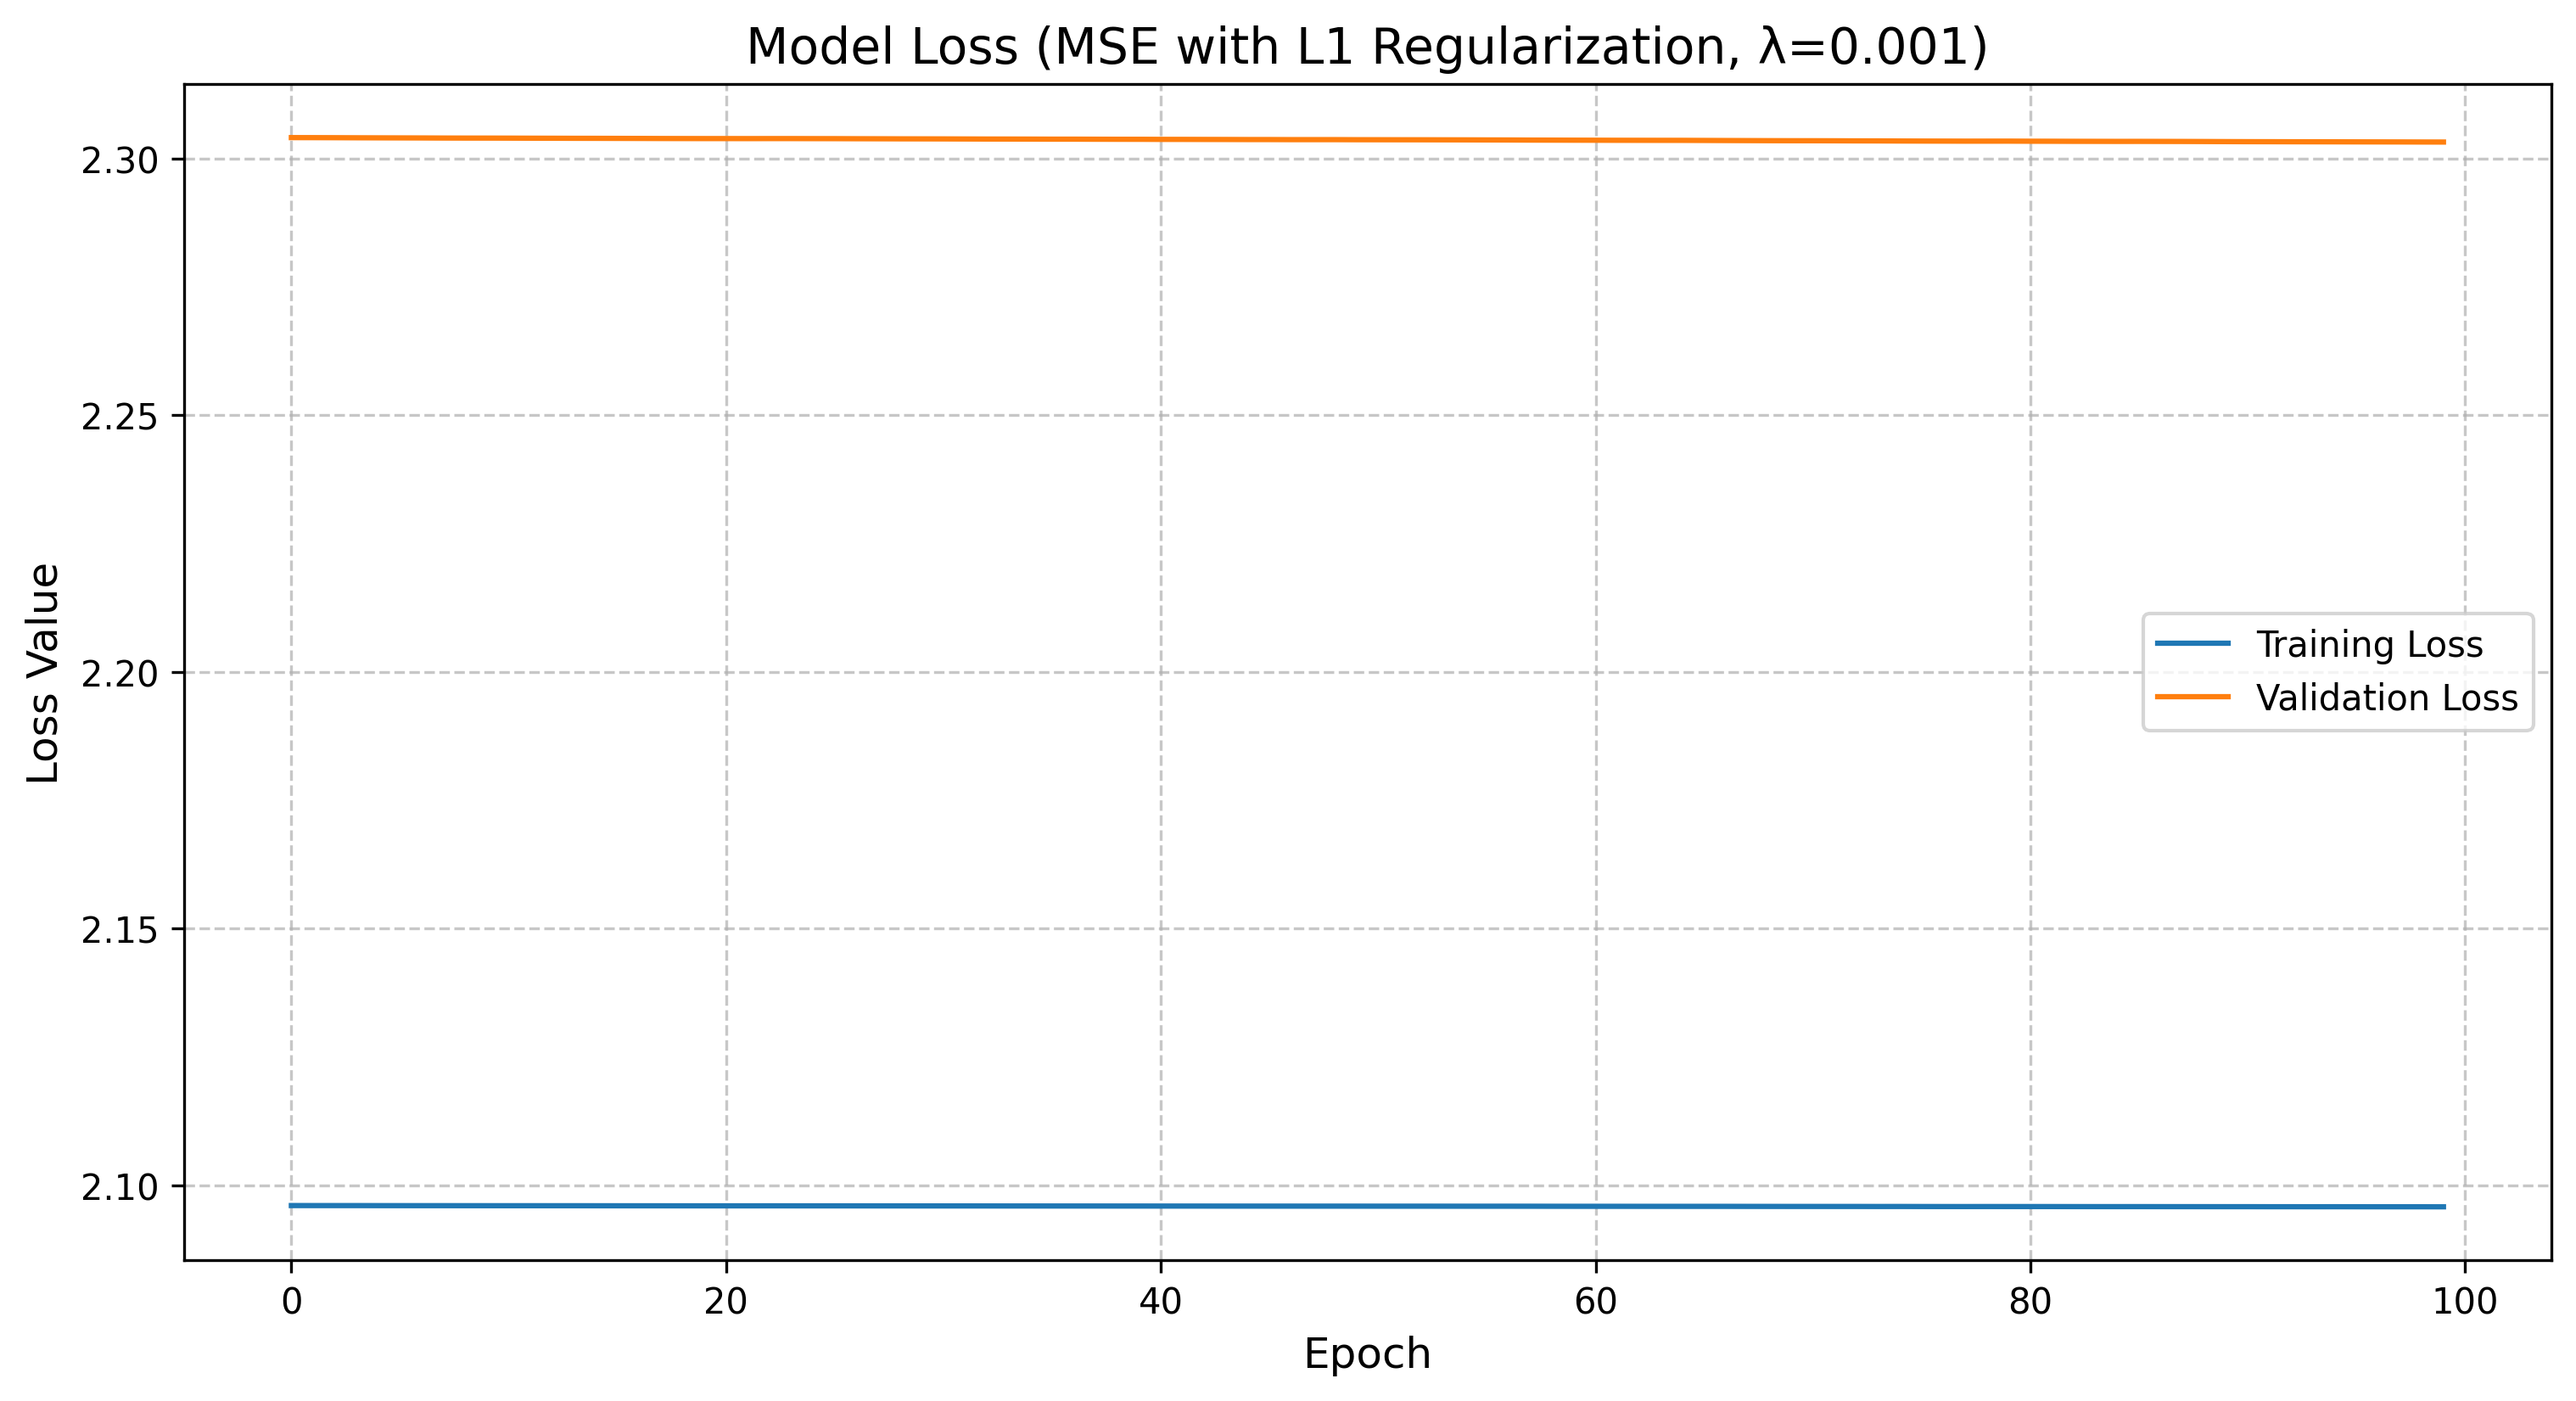 Model Loss (MSE with L1 Regularization, λ=0.001)
Loss Value
2.30
2.25
2.20
2.15
2.10
Training Loss
Validation Loss
0 20 40 60 80 100
Epoch